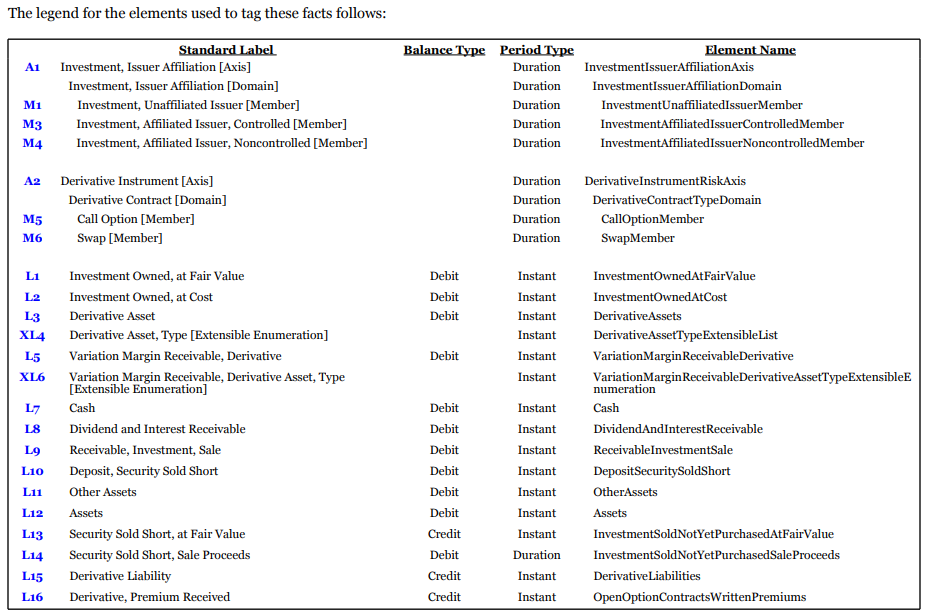 The legend for the elements used to tag these facts follows:
Standard Label Balance Type Period Type Element Name
A1 Investment, Issuer Affiliation [Axis] Duration InvestmentIssuerAffiliationAxis
Investment, Issuer Affiliation [Domain] Duration InvestmentIssuerAffiliationDomain
M1 Investment, Unaffiliated Issuer [Member] Duration InvestmentUnaffiliatedIssuerMember
M3 Investment, Affiliated Issuer, Controlled [Member] Duration InvestmentAffiliatedIssuerControlledMember
M4 Investment, Affiliated Issuer, Noncontrolled [Member] Duration InvestmentAffiliatedIssuerNoncontrolledMember
A2 Derivative Instrument [Axis] Duration DerivativeInstrumentRiskAxis
Derivative Contract [Domain] Duration DerivativeContractTypeDomain
M5 Call Option [Member] Duration CallOptionMember
M6 Swap [Member] Duration SwapMember
L1 Investment Owned, at Fair Value Debit Instant InvestmentOwnedAtFairValue
L2 Investment Owned, at Cost Debit Instant InvestmentOwnedAtCost
L3 Derivative Asset Debit Instant DerivativeAssets
XL4 Derivative Asset, Type [Extensible Enumeration] Instant DerivativeAssetTypeExtensibleList
L5 Variation Margin Receivable, Derivative Debit Instant VariationMarginReceivableDerivative
XL6 Variation Margin Receivable, Derivative Asset, Type Instant VariationMarginReceivableDerivativeAssetTypeExtensibleE
[Extensible Enumeration] numeration
L7 Cash Debit Instant Cash
L8 Dividend and Interest Receivable Debit Instant DividendAndInterestReceivable
L9 Receivable, Investment, Sale Debit Instant ReceivableInvestmentSale
L10 Deposit, Security Sold Short Debit Instant DepositSecuritySoldShort
L11 Other Assets Debit Instant OtherAssets
L12 Assets Debit Instant Assets
L13 Security Sold Short, at Fair Value Credit Instant InvestmentSoldNotYetPurchasedAtFairValue
L14 Security Sold Short, Sale Proceeds Debit Duration InvestmentSoldNotYetPurchasedSaleProceeds
L15 Derivative Liability Credit Instant DerivativeLiabilities
L16 Derivative, Premium Received Credit Instant OpenOptionContractsWrittenPremiums